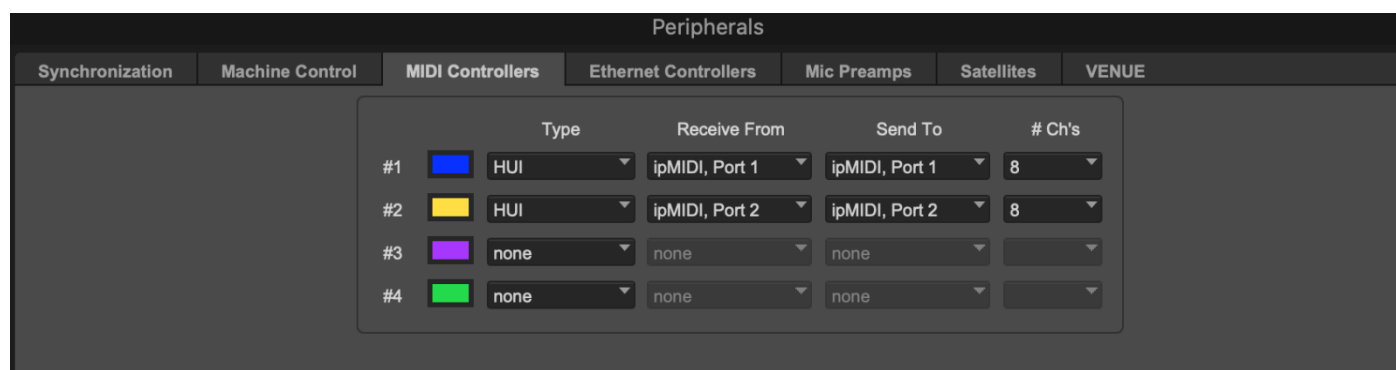 Peripherals
Synchronization Machine Control MIDI Controllers Ethernet Controllers Mic Preamps Satellites VENUE
Type Receive From Send To # Ch's
#1 HUI ipMIDI, Port 1 ipMIDI, Port 1 8
#2 HUI ipMIDI, Port 2 ipMIDI, Port 2 8
#3 none none none
#4 none none none